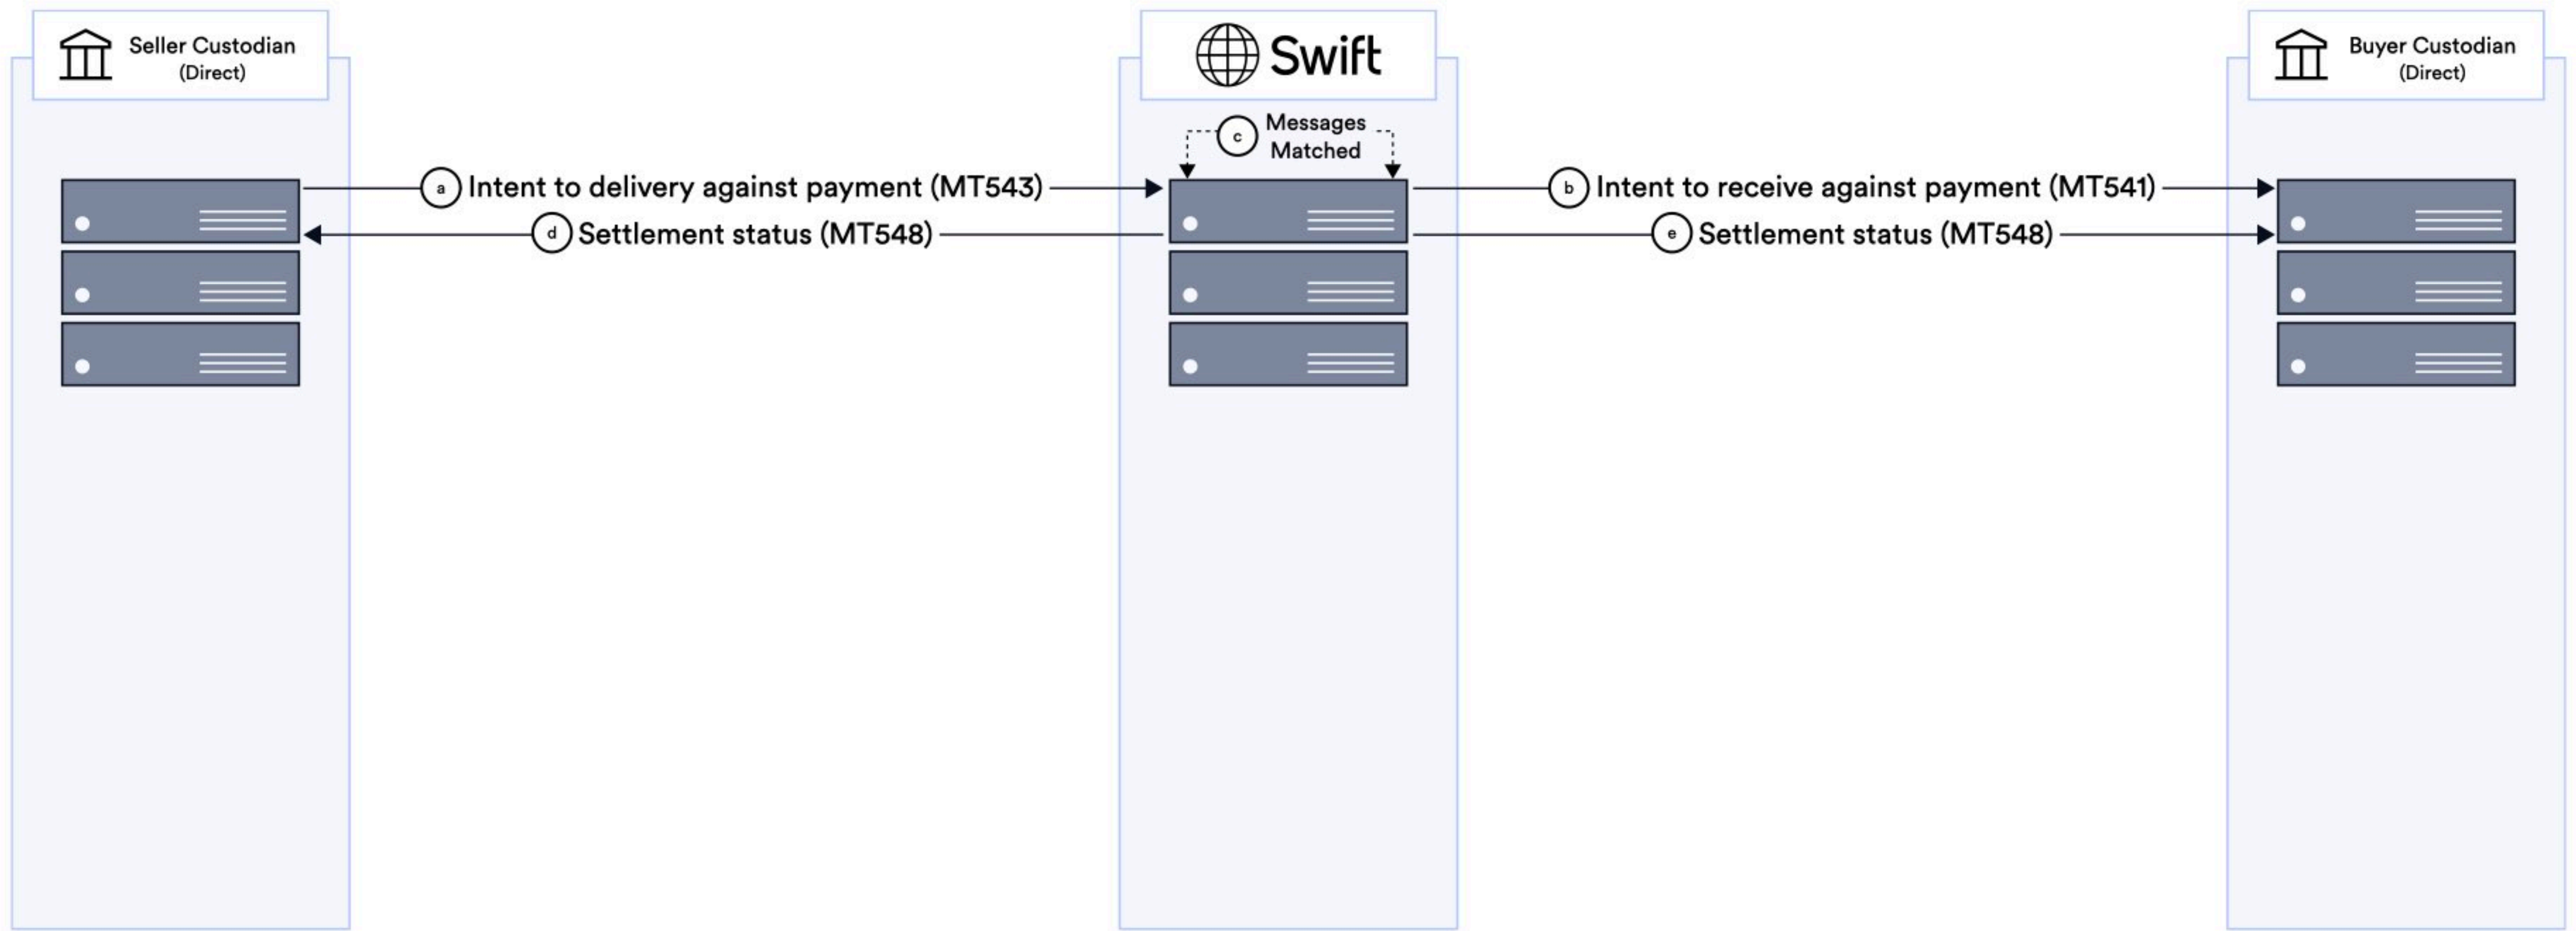 Seller Custodian
(Direct)
Swift
Buyer Custodian
(Direct)
c
Messages
Matched
a Intent to delivery against payment (MT543)
b Intent to receive against payment (MT541)
d Settlement status (MT548)
e Settlement status (MT548)